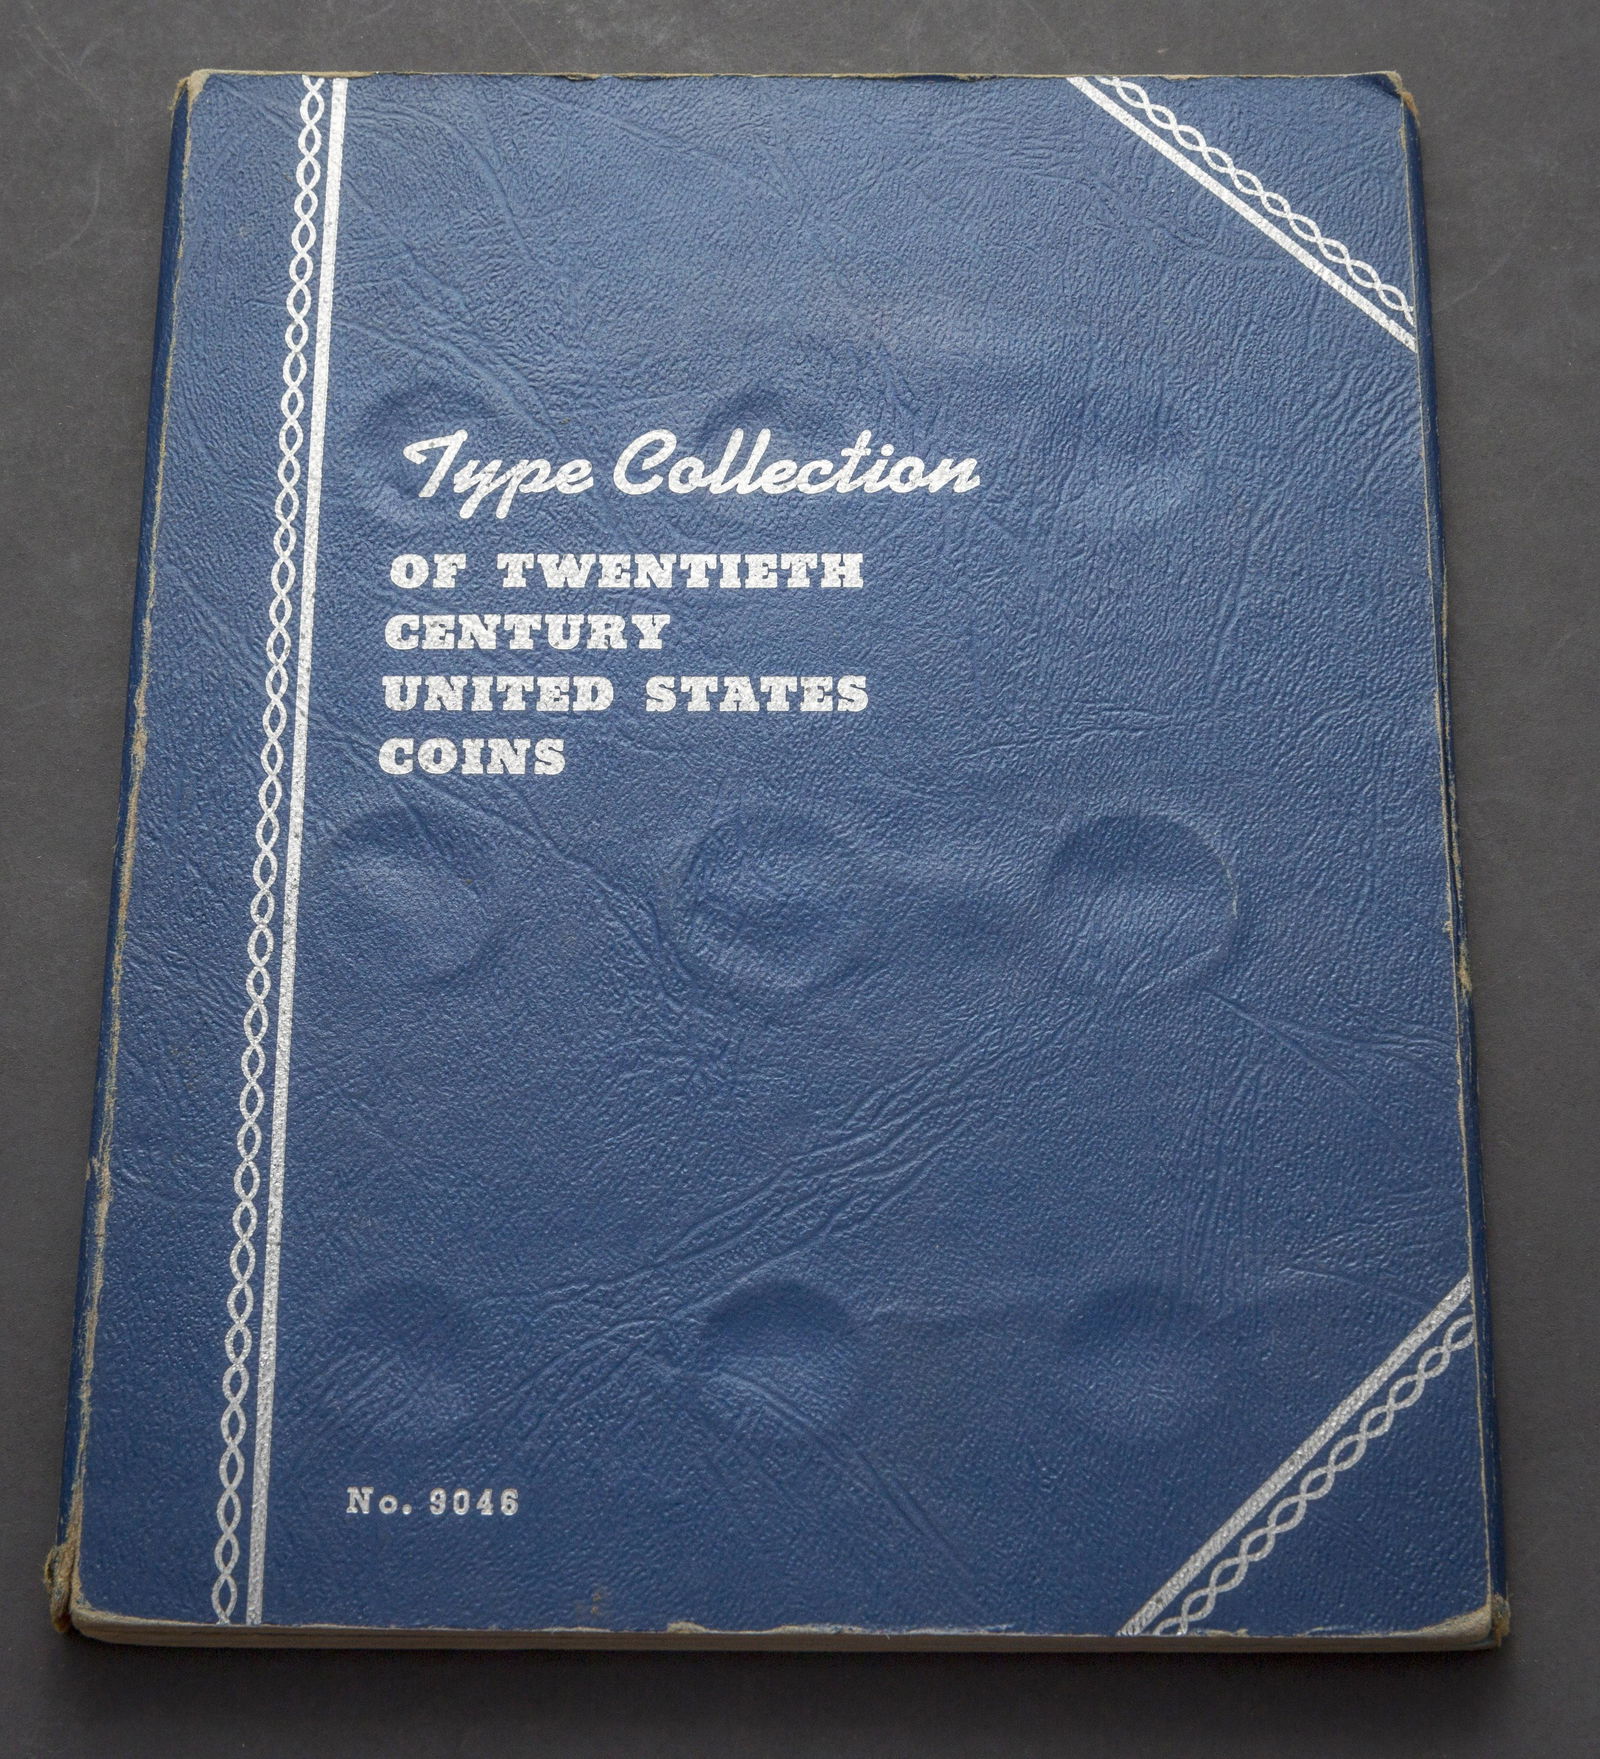 Type Collection
OF TWENTIETH
CENTURY
UNITED STATES
COINS
No. 9046